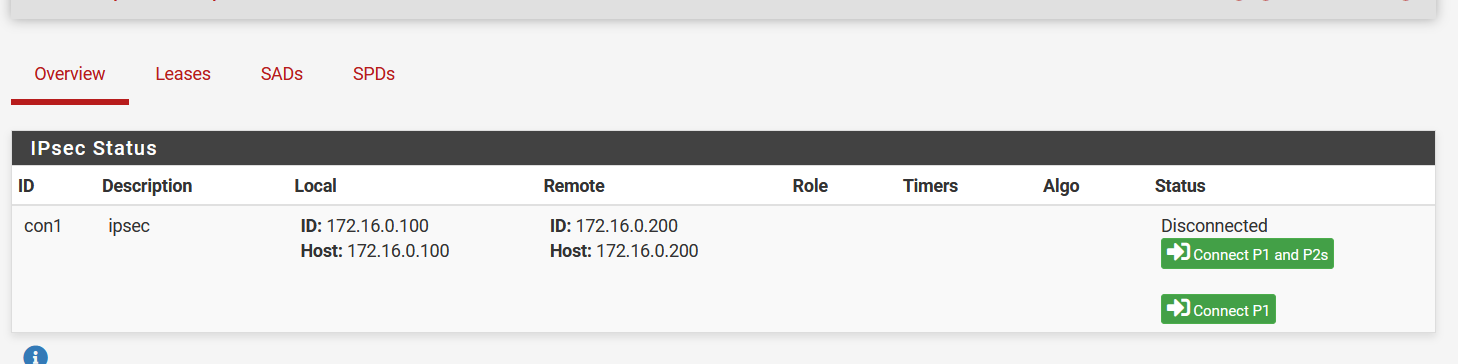 Overview Leases SADs SPDs
IPsec Status
ID Description Local Remote Role Timers Algo Status
con1 ipsec ID: 172.16.0.100 ID: 172.16.0.200 Disconnected
Host: 172.16.0.100 Host: 172.16.0.200 Connect P1 and P2s
Connect P1